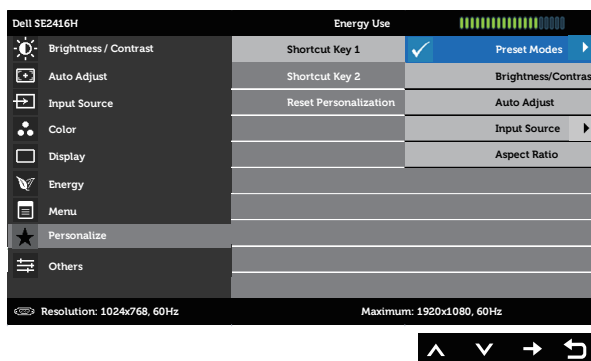 Dell SE2416H Energy Use
Brightness / Contrast Shortcut Key 1 Preset Modes
Auto Adjust Shortcut Key 2 Brightness/Contras
Input Source Reset Personalization Auto Adjust
Color Input Source
Display Aspect Ratio
Energy
Menu
Personalize
Others
Resolution: 1024x768, 60Hz Maximum: 1920x1080, 60Hz